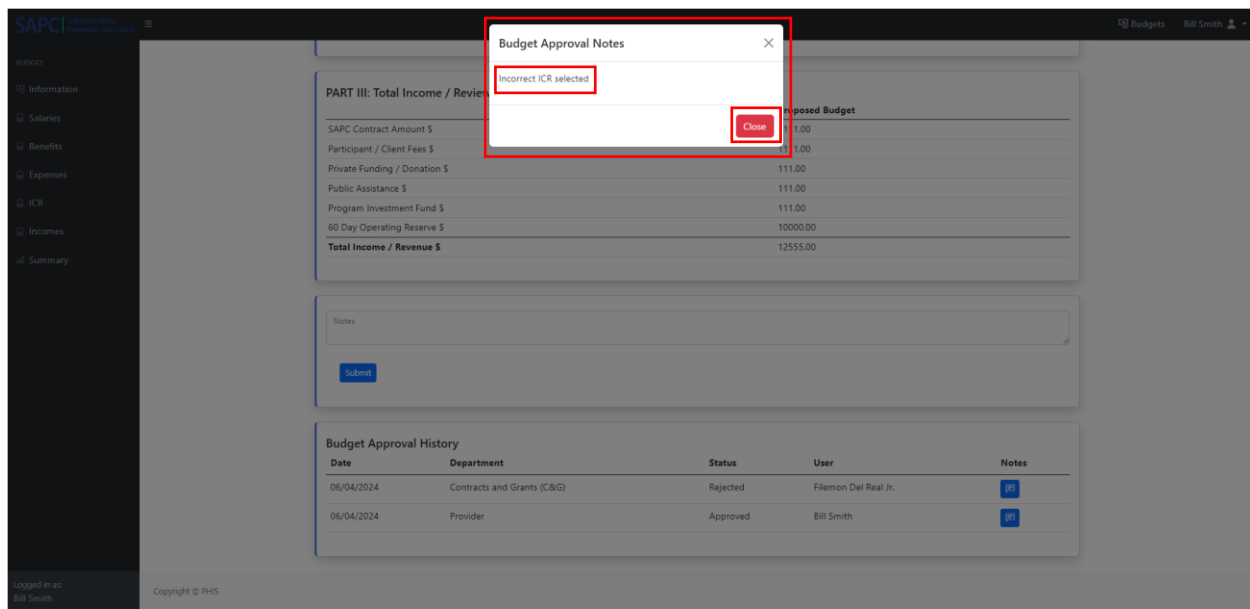 SAPC
Budgets
Bill Smith
BUDGET
Information
Salaries
Benefits
Expenses
ICR
Incomes
Summary
Budget Approval Notes
Incorrect ICR selected
Close
PART III: Total Income /
Proposed Budget
SAPC Contract Amount $
Participant / Client Fees $
Private Funding / Donation $ 111.00
Public Assistance $ 111.00
Program Investment Fund $ 111.00
60 Day Operating Reserve $ 10000.00
Total Income / Revenue $ 12555.00
Notes
Submit
Budget Approval History
Date Department Status User Notes
06/04/2024 Contracts and Grants (C&G) Rejected Filemon Del Real Jr.
06/04/2024 Provider Approved Bill Smith
Logged in as:
Bill Smith
Copyright © PHIS